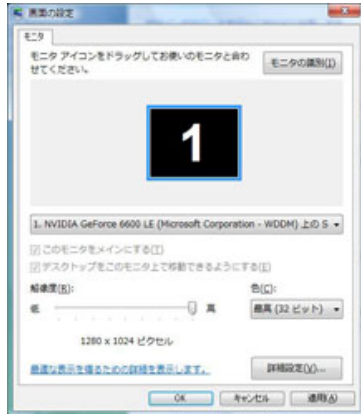 画面の設定
モニタ
モニタ アイコンをドラッグしてお使いのモニタと合わ
せてください。
モニタの識別(I)
1
1. NVIDIA GeForce 6600 LE (Microsoft Corporation - WDDM) 上の S
このモニタをメインにする(T)
デスクトップをこのモニタ上で移動できるようにする(E)
解像度(R):
色(C):
低
高
最高 (32 ビット)
1280 x 1024 ピクセル
最適な表示を得るための詳細を表示します。
詳細設定(V)...
OK
キャンセル
適用(A)